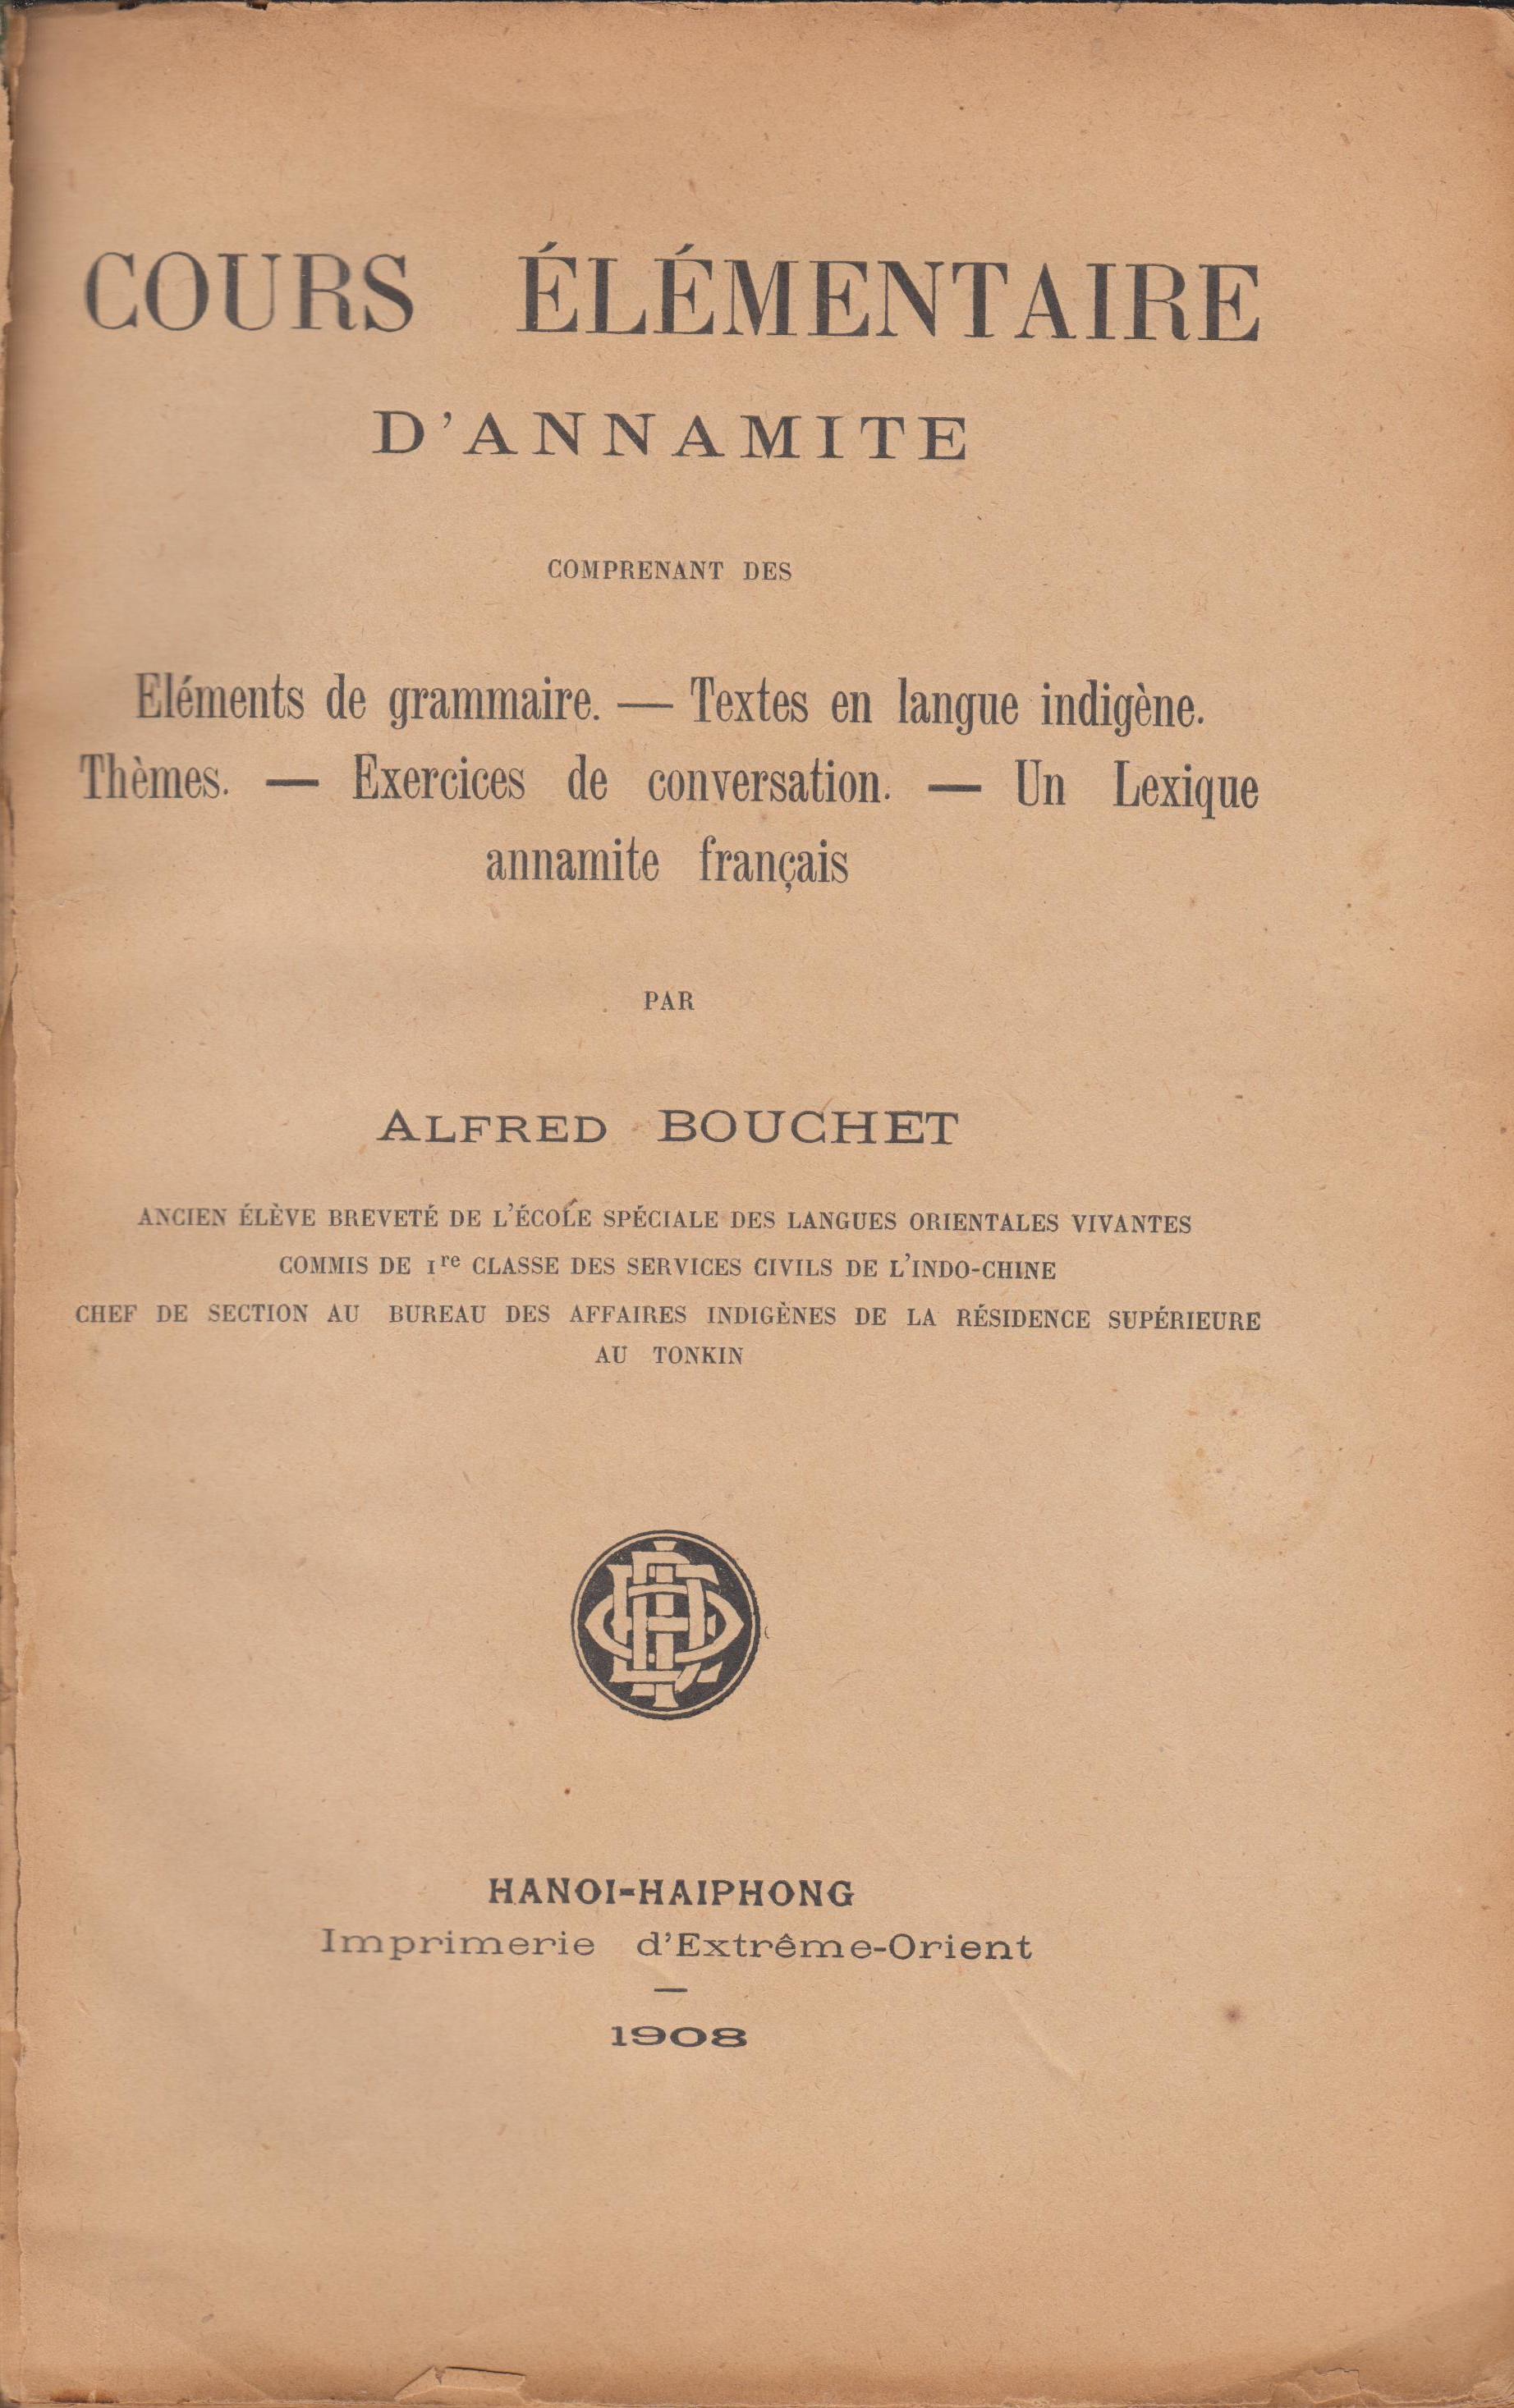 COURS ÉLÉMENTAIRE
D'ANNAMITE
COMPRENANT DES
Eléments de grammaire. — Textes en langue indigène.
Thèmes. — Exercices de conversation. — Un Lexique
annamite français
PAR
ALFRED BOUCHET
ANCIEN ÉLÈVE BREVETÉ DE L'ÉCOLE SPÉCIALE DES LANGUES ORIENTALES VIVANTES
COMMIS DE 1re CLASSE DES SERVICES CIVILS DE L'INDO-CHINE
CHEF DE SECTION AU BUREAU DES AFFAIRES INDIGÈNES DE LA RÉSIDENCE SUPÉRIEURE
AU TONKIN
HANOI-HAIPHONG
Imprimerie d'Extrême-Orient
—
1908